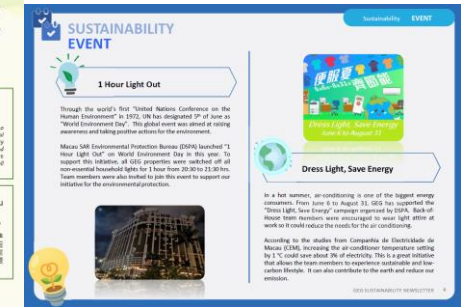 SUSTAINABILITY
EVENT
1 Hour Light Out
Through the world's first "United Nations Conference on the
Human Environment" in 1972, UN has designated 5th of June as
"World Environment Day". This global event was aimed at raising
awareness and taking positive actions for the environment.
Macau SAR Environmental Protection Bureau (DSPA) launched "1
Hour Light Out" on World Environment Day in this year. To
support this initiative, all GEG properties were switched off all
non-essential household lights for 1 hour from 20:30 to 21:30 hrs.
Team members were also invited to join this event to support our
initiative for the environmental protection.
Sustainability EVENT
便服夏
齊節能
Dress Light, Save Energy
June 6 to August 31
Dress Light, Save Energy
In a hot summer, air-conditioning is one of the biggest energy
consumers. From June 6 to August 31, GEG has supported the
"Dress Light, Save Energy" campaign organized by DSPA. Back-of-
House team members were encouraged to wear light attire at
work so it could reduce the needs for the air conditioning.
According to the studies from Companhia de Electricidade de
Macau (CEM), increasing the air-conditioner temperature setting
by 1 °C could save about 3% of electricity. This is a great initiative
that allows the team members to experience sustainable and low-
carbon lifestyle. It can also contribute to the earth and reduce our
emission.
GEG SUSTAINABILITY NEWSLETTER 4